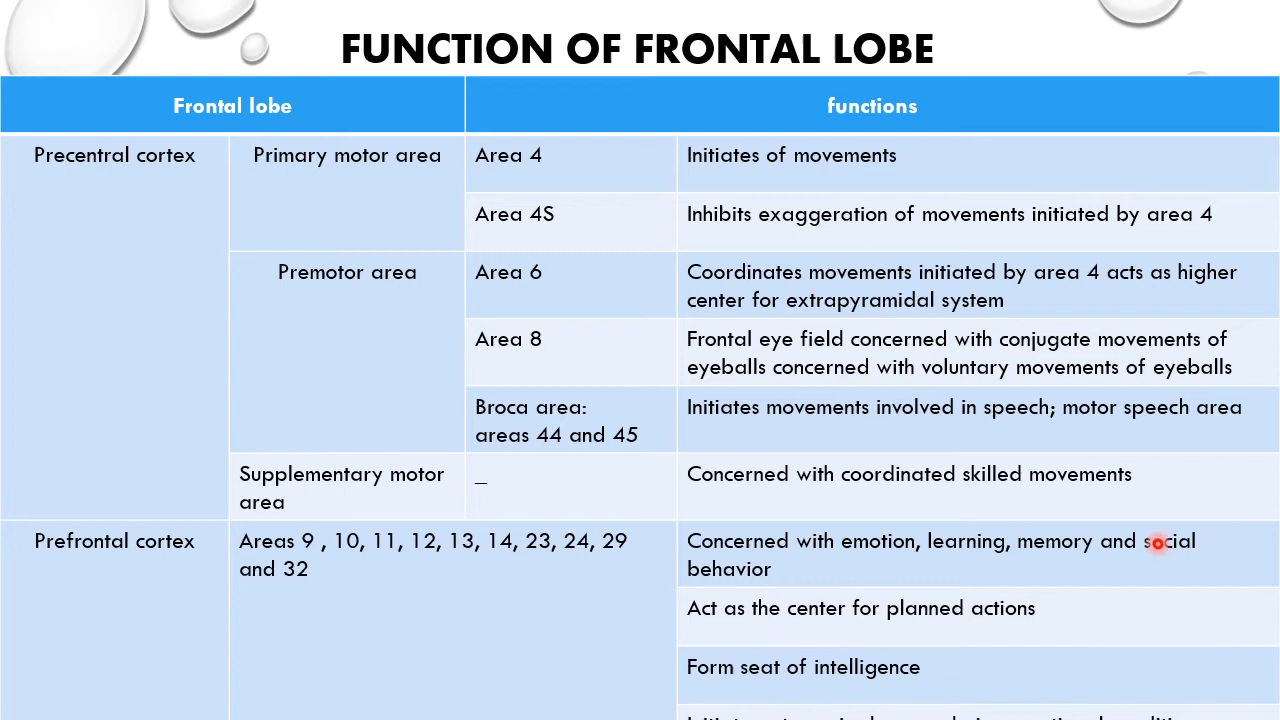 FUNCTION OF FRONTAL LOBE
Frontal lobe
functions
Precentral cortex
Primary motor area
Area 4
Initiates of movements
Area 4S
Inhibits exaggeration of movements initiated by area 4
Premotor area
Area 6
Coordinates movements initiated by area 4 acts as higher
center for extrapyramidal system
Area 8
Frontal eye field concerned with conjugate movements of
eyeballs concerned with voluntary movements of eyeballs
Broca area:
areas 44 and 45
Initiates movements involved in speech; motor speech area
Supplementary motor
area
_
Concerned with coordinated skilled movements
Prefrontal cortex
Areas 9 , 10, 11, 12, 13, 14, 23, 24, 29
and 32
Concerned with emotion, learning, memory and social
behavior
Act as the center for planned actions
Form seat of intelligence